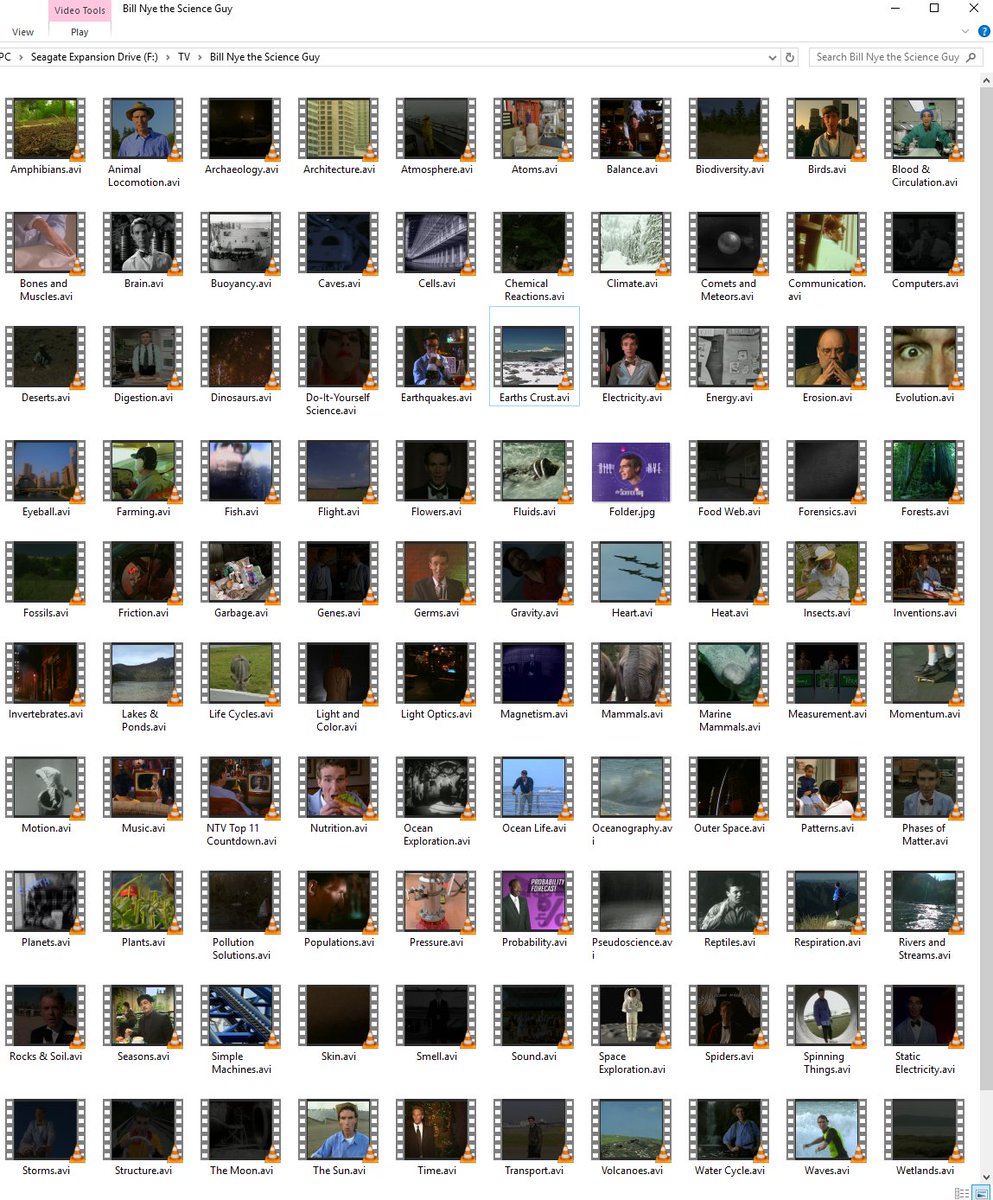 Video Tools
Bill Nye the Science Guy
View
Play
PC > Seagate Expansion Drive (F:) > TV > Bill Nye the Science Guy
Search Bill Nye the Science Guy
Amphibians.avi
Animal
Locomotion.avi
Archaeology.avi
Architecture.avi
Atmosphere.avi
Atoms.avi
Balance.avi
Biodiversity.avi
Birds.avi
Blood &
Circulation.avi
Bones and
Muscles.avi
Brain.avi
Buoyancy.avi
Caves.avi
Cells.avi
Chemical
Reactions.avi
Climate.avi
Comets and
Meteors.avi
Communication.
avi
Computers.avi
Deserts.avi
Digestion.avi
Dinosaurs.avi
Do-It-Yourself
Science.avi
Earthquakes.avi
Earths Crust.avi
Electricity.avi
Energy.avi
Erosion.avi
Evolution.avi
Eyeball.avi
Farming.avi
Fish.avi
Flight.avi
Flowers.avi
Fluids.avi
BILL NYE
the Science Guy
Folder.jpg
Food Web.avi
Forensics.avi
Forests.avi
Fossils.avi
Friction.avi
Garbage.avi
Genes.avi
Germs.avi
Gravity.avi
Heart.avi
Heat.avi
Insects.avi
Inventions.avi
Invertebrates.avi
Lakes &
Ponds.avi
Life Cycles.avi
Light and
Color.avi
Light Optics.avi
Magnetism.avi
Mammals.avi
Marine
Mammals.avi
Measurement.avi
Momentum.avi
Motion.avi
Music.avi
NTV Top 11
Countdown.avi
Nutrition.avi
Ocean
Exploration.avi
Ocean Life.avi
Oceanography.av
i
Outer Space.avi
Patterns.avi
Phases of
Matter.avi
Planets.avi
Plants.avi
Pollution
Solutions.avi
Populations.avi
Pressure.avi
PROBABILITY
FORECAST
Probability.avi
Pseudoscience.av
i
Reptiles.avi
Respiration.avi
Rivers and
Streams.avi
Rocks & Soil.avi
Seasons.avi
Simple
Machines.avi
Skin.avi
Smell.avi
Sound.avi
Space
Exploration.avi
Spiders.avi
Spinning
Things.avi
Static
Electricity.avi
Storms.avi
Structure.avi
The Moon.avi
The Sun.avi
Time.avi
Transport.avi
Volcanoes.avi
Water Cycle.avi
Waves.avi
Wetlands.avi